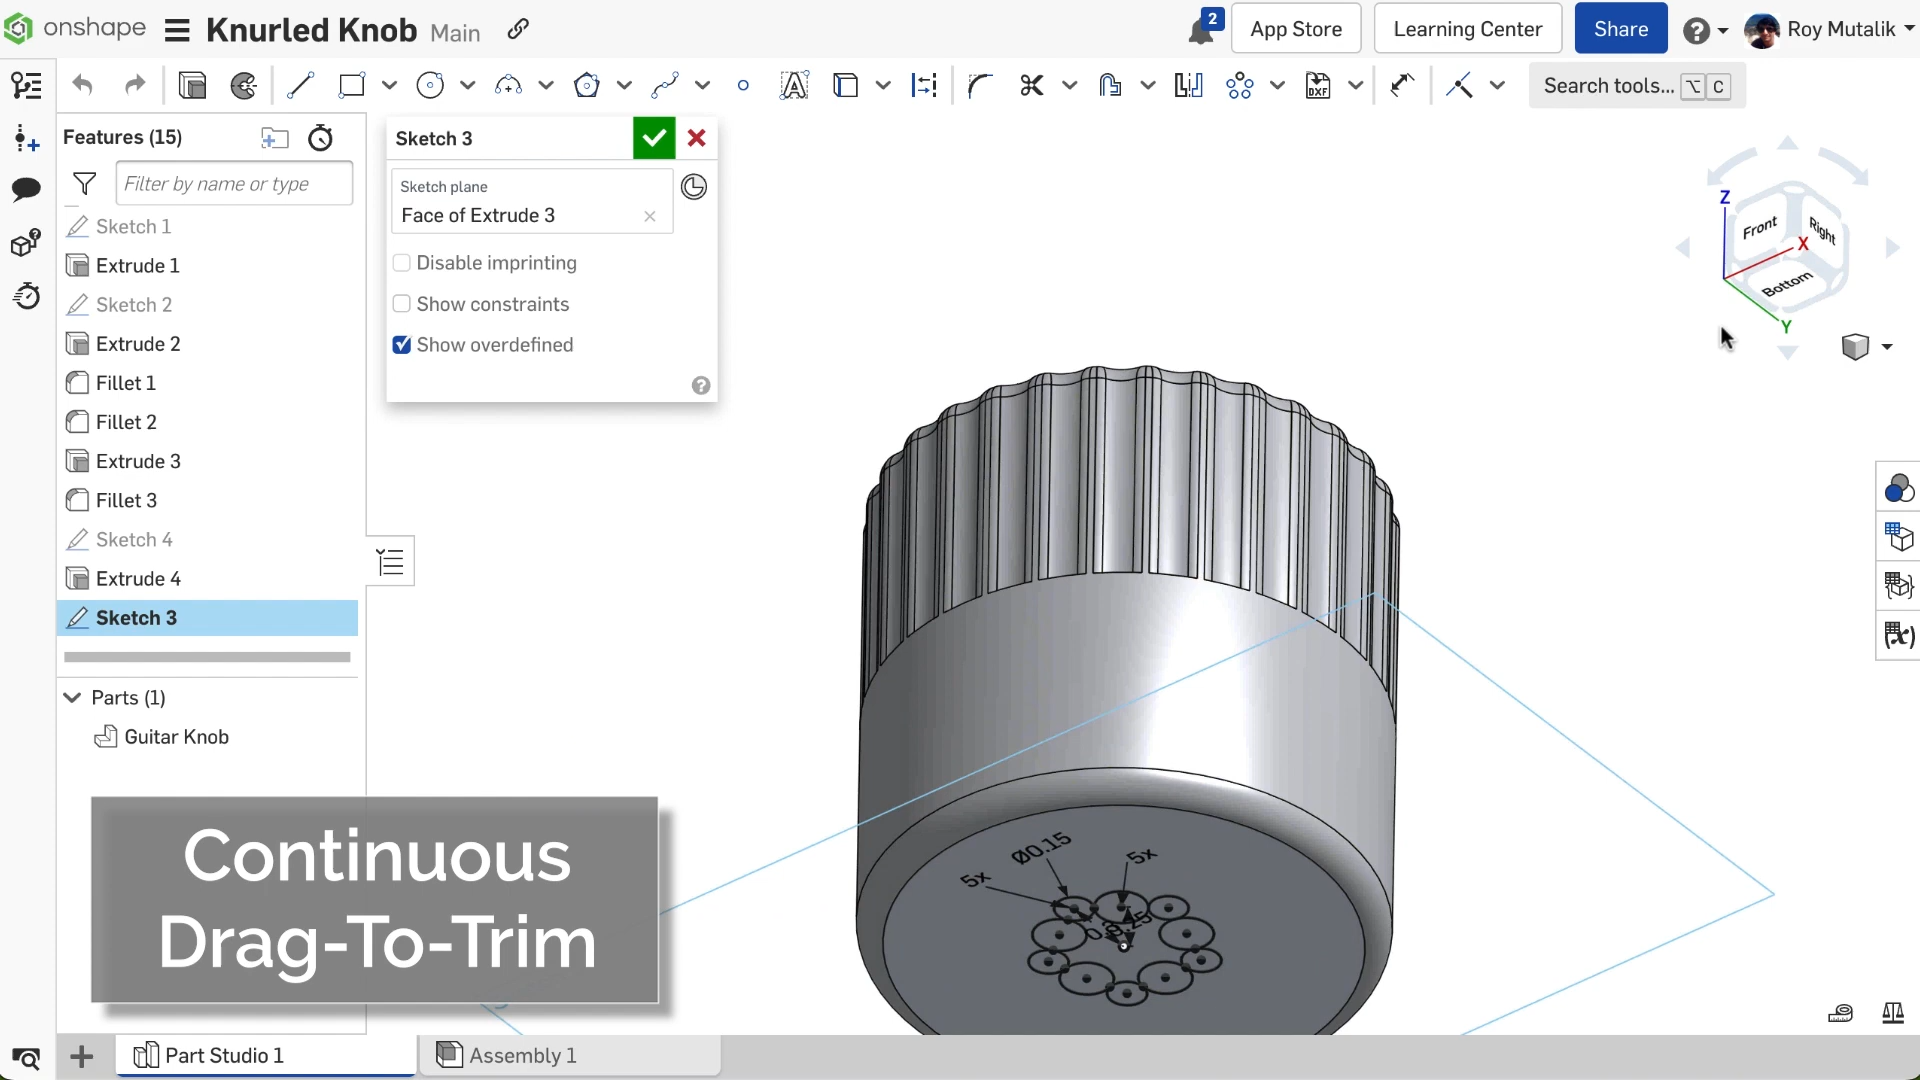 onshape
Knurled Knob Main
2
App Store
Learning Center
Share
Roy Mutalik
DXF
Search tools... ⌥ C
Features (15)
Filter by name or type
Sketch 1
Extrude 1
Sketch 2
Extrude 2
Fillet 1
Fillet 2
Extrude 3
Fillet 3
Sketch 4
Extrude 4
Sketch 3
Parts (1)
Guitar Knob
Sketch 3
Sketch plane
Face of Extrude 3
Disable imprinting
Show constraints
Show overdefined
Z
Front
Right
X
Bottom
Y
Ø0.15
5x
5x
Continuous
Drag-To-Trim
Part Studio 1
Assembly 1